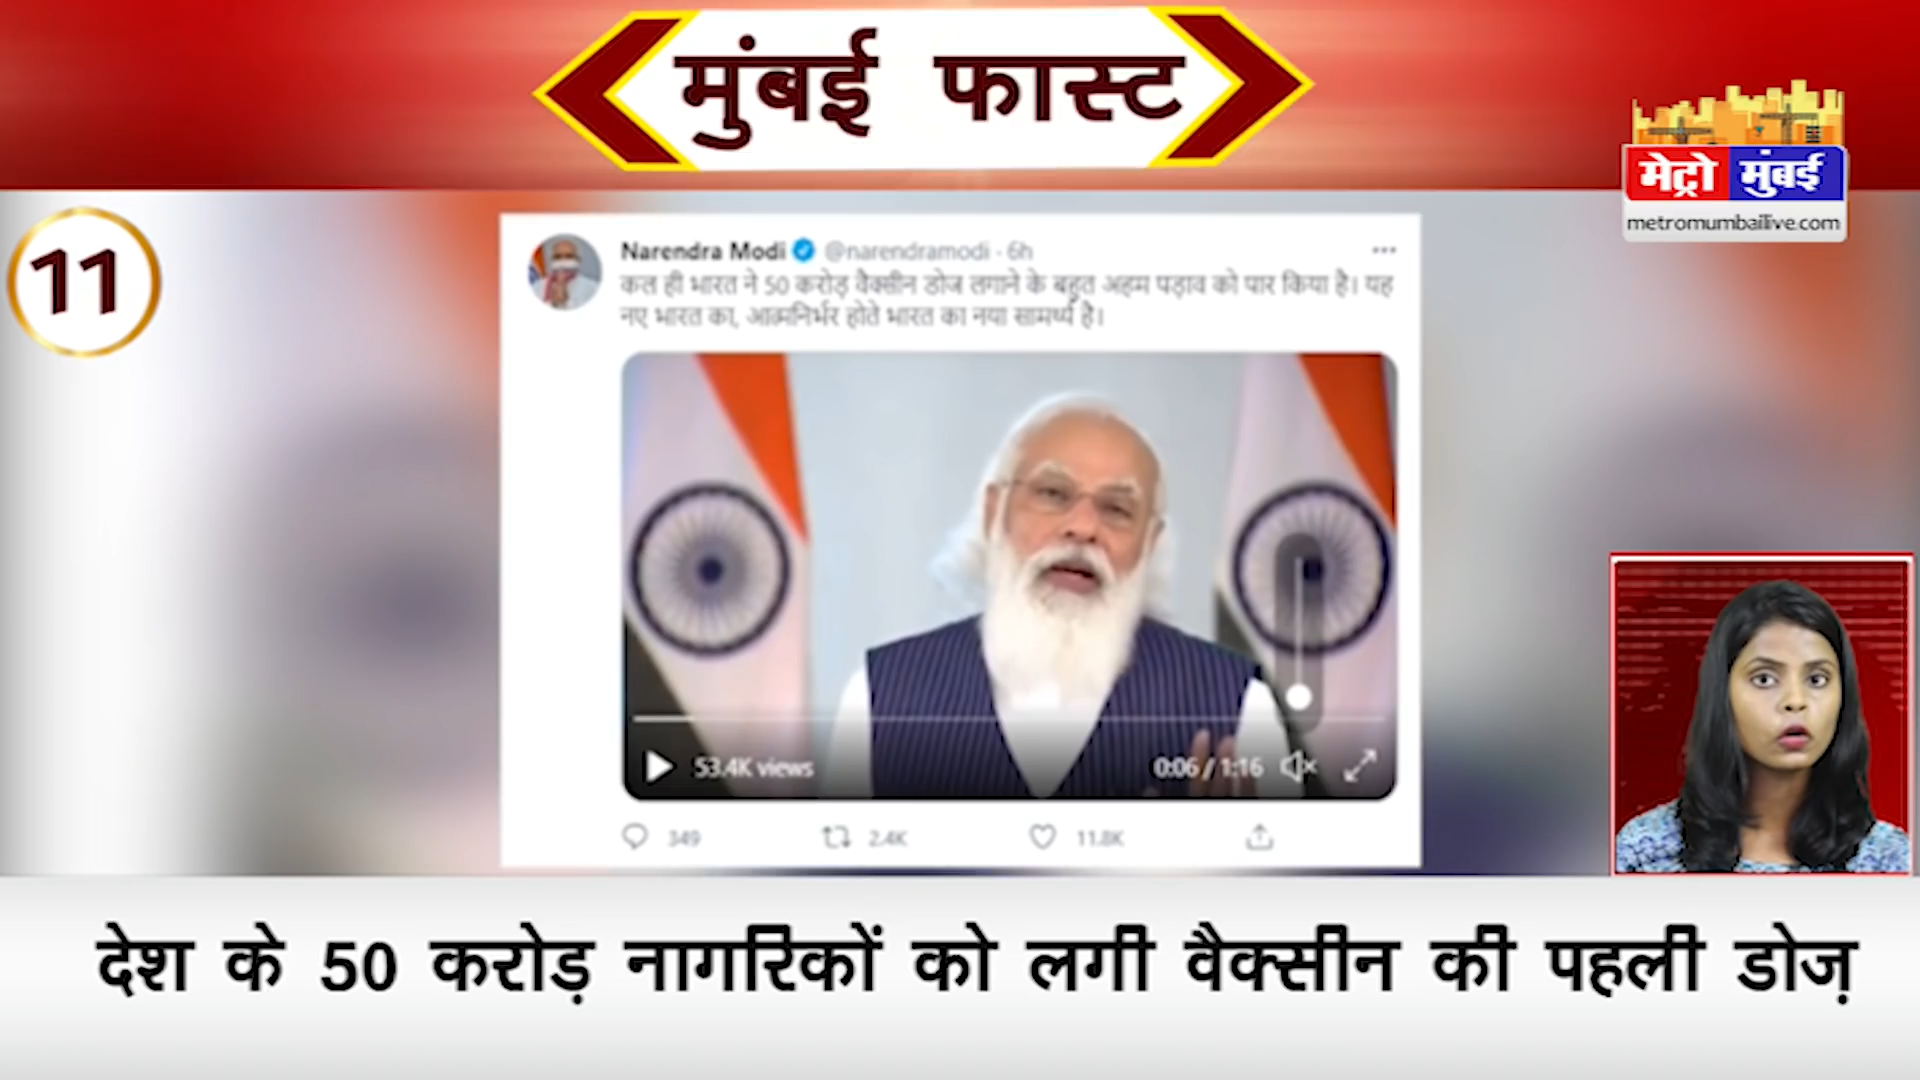 मुंबई फास्ट
मेट्रो मुंबई
metromumbailive.com
11
Narendra Modi @narendramodi · 6h
कल ही भारत ने 50 करोड़ वैक्सीन डोज लगाने के बहुत अहम पड़ाव को पार किया है। यह
नए भारत का, आत्मनिर्भर होते भारत का नया सामर्थ्य है।
53.4K views
0:06 / 1:16
349
2.4K
11.8K
देश के 50 करोड़ नागरिकों को लगी वैक्सीन की पहली डोज़